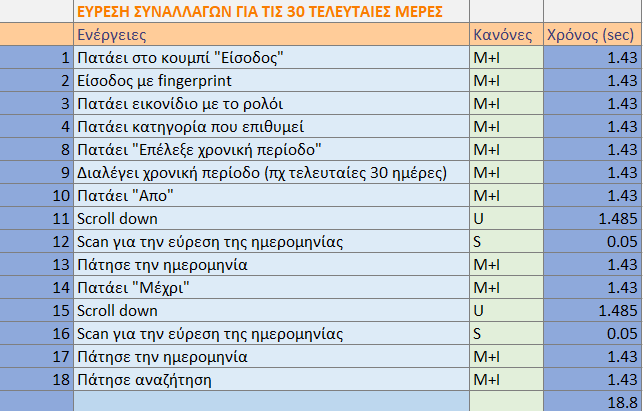 ΕΥΡΕΣΗ ΣΥΝΑΛΛΑΓΩΝ ΓΙΑ ΤΙΣ 30 ΤΕΛΕΥΤΑΙΕΣ ΜΕΡΕΣ
Ενέργειες Κανόνες Χρόνος (sec)
1 Πατάει στο κουμπί "Είσοδος" M+I 1.43
2 Είσοδος με fingerprint M+I 1.43
3 Πατάει εικονίδιο με το ρολόι M+I 1.43
4 Πατάει κατηγορία που επιθυμεί M+I 1.43
8 Πατάει "Επέλεξε χρονική περίοδο" M+I 1.43
9 Διαλέγει χρονική περίοδο (πχ τελευταίες 30 ημέρες) M+I 1.43
10 Πατάει "Απο" M+I 1.43
11 Scroll down U 1.485
12 Scan για την εύρεση της ημερομηνίας S 0.05
13 Πάτησε την ημερομηνία M+I 1.43
14 Πατάει "Μέχρι" M+I 1.43
15 Scroll down U 1.485
16 Scan για την εύρεση της ημερομηνίας S 0.05
17 Πάτησε την ημερομηνία M+I 1.43
18 Πάτησε αναζήτηση M+I 1.43
18.8